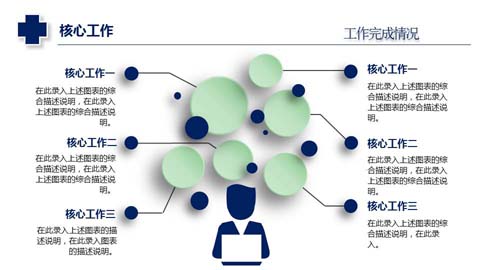 核心工作
工作完成情况
核心工作一
在此录入上述图表的综
合描述说明，在此录入
上述图表的综合描述说
明。
核心工作二
在此录入上述图表的综
合描述说明，在此录入
上述图表的综合描述说
明。
核心工作三
在此录入上述图表的描
述说明，在此录入图表
的描述说明。
核心工作一
在此录入上述图表的综
合描述说明，在此录入
上述图表的综合描述说
明。
核心工作二
在此录入上述图表的综
合描述说明，在此录入
上述图表的综合描述说
明。
核心工作三
在此录入上述图表的综
合描述说明，在此录
入。